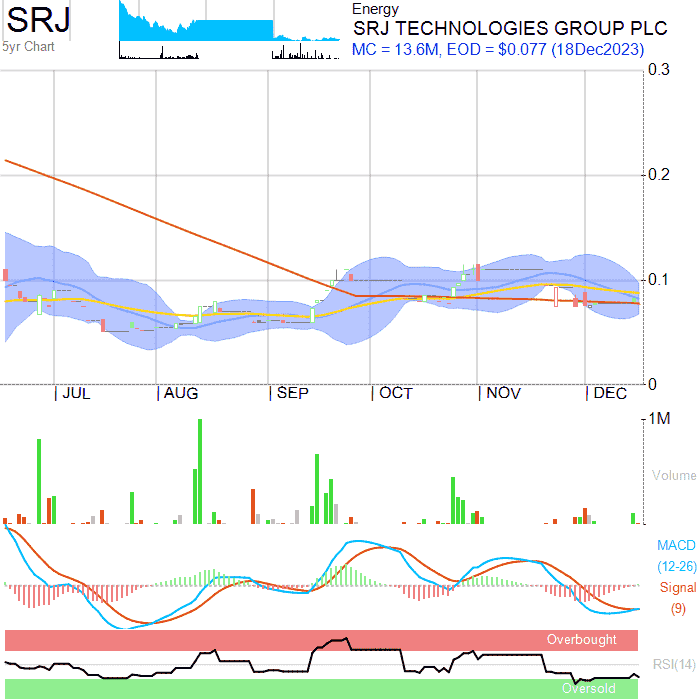 SRJ
5yr Chart
Energy
SRJ TECHNOLOGIES GROUP PLC
MC = 13.6M, EOD = $0.077 (18Dec2023)
0.3
0.2
0.1
0
JUL AUG SEP OCT NOV DEC
1M
Volume
MACD
(12-26)
Signal
(9)
Overbought
RSI(14)
Oversold